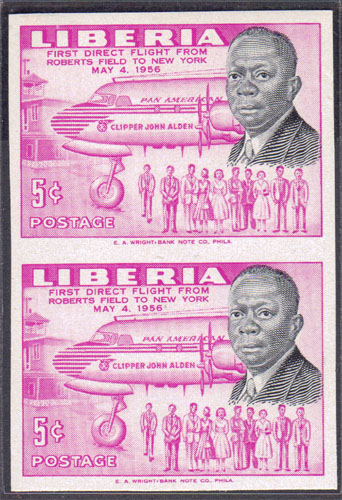 LIBERIA
FIRST DIRECT FLIGHT FROM
ROBERTS FIELD TO NEW YORK
MAY 4, 1956
PAN AMERICAN
CLIPPER JOHN ALDEN
5¢
POSTAGE
E. A. WRIGHT-BANK NOTE CO., PHILA.
LIBERIA
FIRST DIRECT FLIGHT FROM
ROBERTS FIELD TO NEW YORK
MAY 4, 1956
PAN AMERICAN
CLIPPER JOHN ALDEN
5¢
POSTAGE
E. A. WRIGHT-BANK NOTE CO., PHILA.